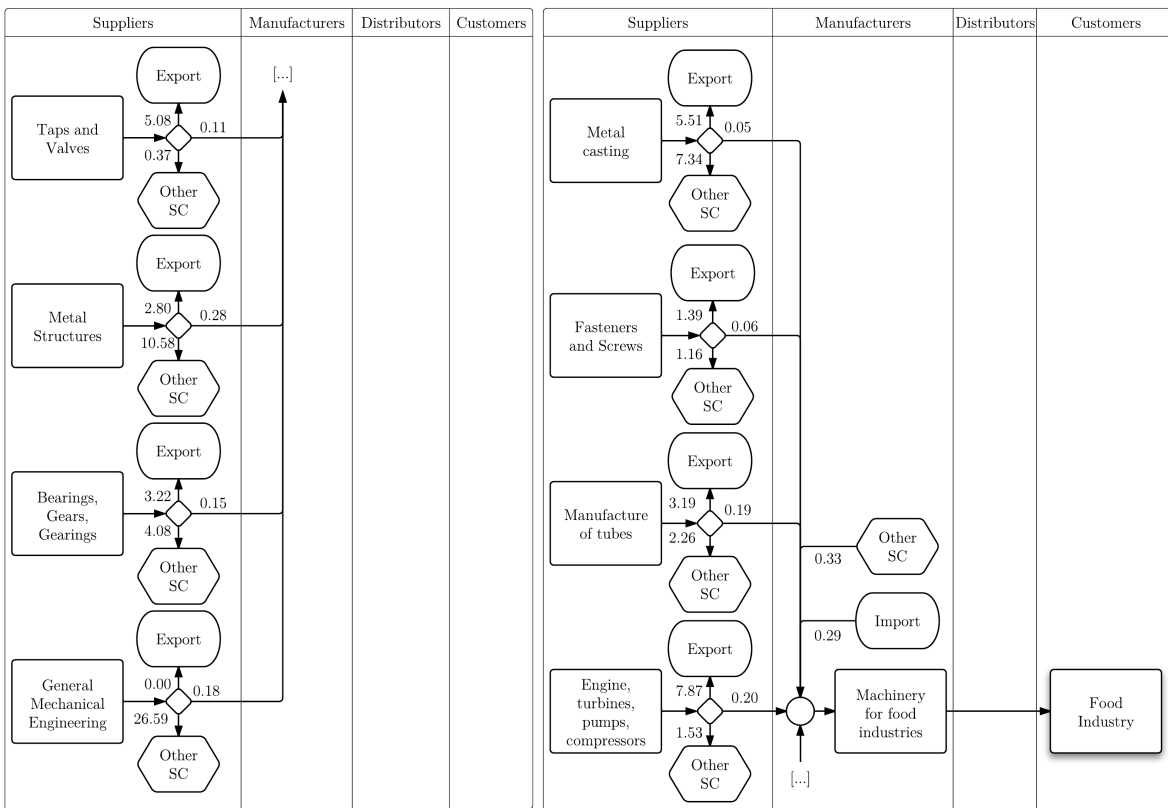 Suppliers
Manufacturers
Distributors
Customers
Export
[...]
5.08
0.11
Taps and
Valves
0.37
Other
SC
Export
2.80
0.28
Metal
Structures
10.58
Other
SC
Export
3.22
0.15
Bearings,
Gears,
Gearings
4.08
Other
SC
Export
0.00
0.18
General
Mechanical
Engineering
26.59
Other
SC
Suppliers
Manufacturers
Distributors
Customers
Export
5.51
0.05
Metal
casting
7.34
Other
SC
Export
1.39
0.06
Fasteners
and Screws
1.16
Other
SC
Export
3.19
0.19
Manufacture
of tubes
2.26
Other
SC
Other
SC
0.33
Import
0.29
Export
7.87
0.20
Engine,
turbines,
pumps,
compressors
1.53
Other
SC
Machinery
for food
industries
[...]
Food
Industry